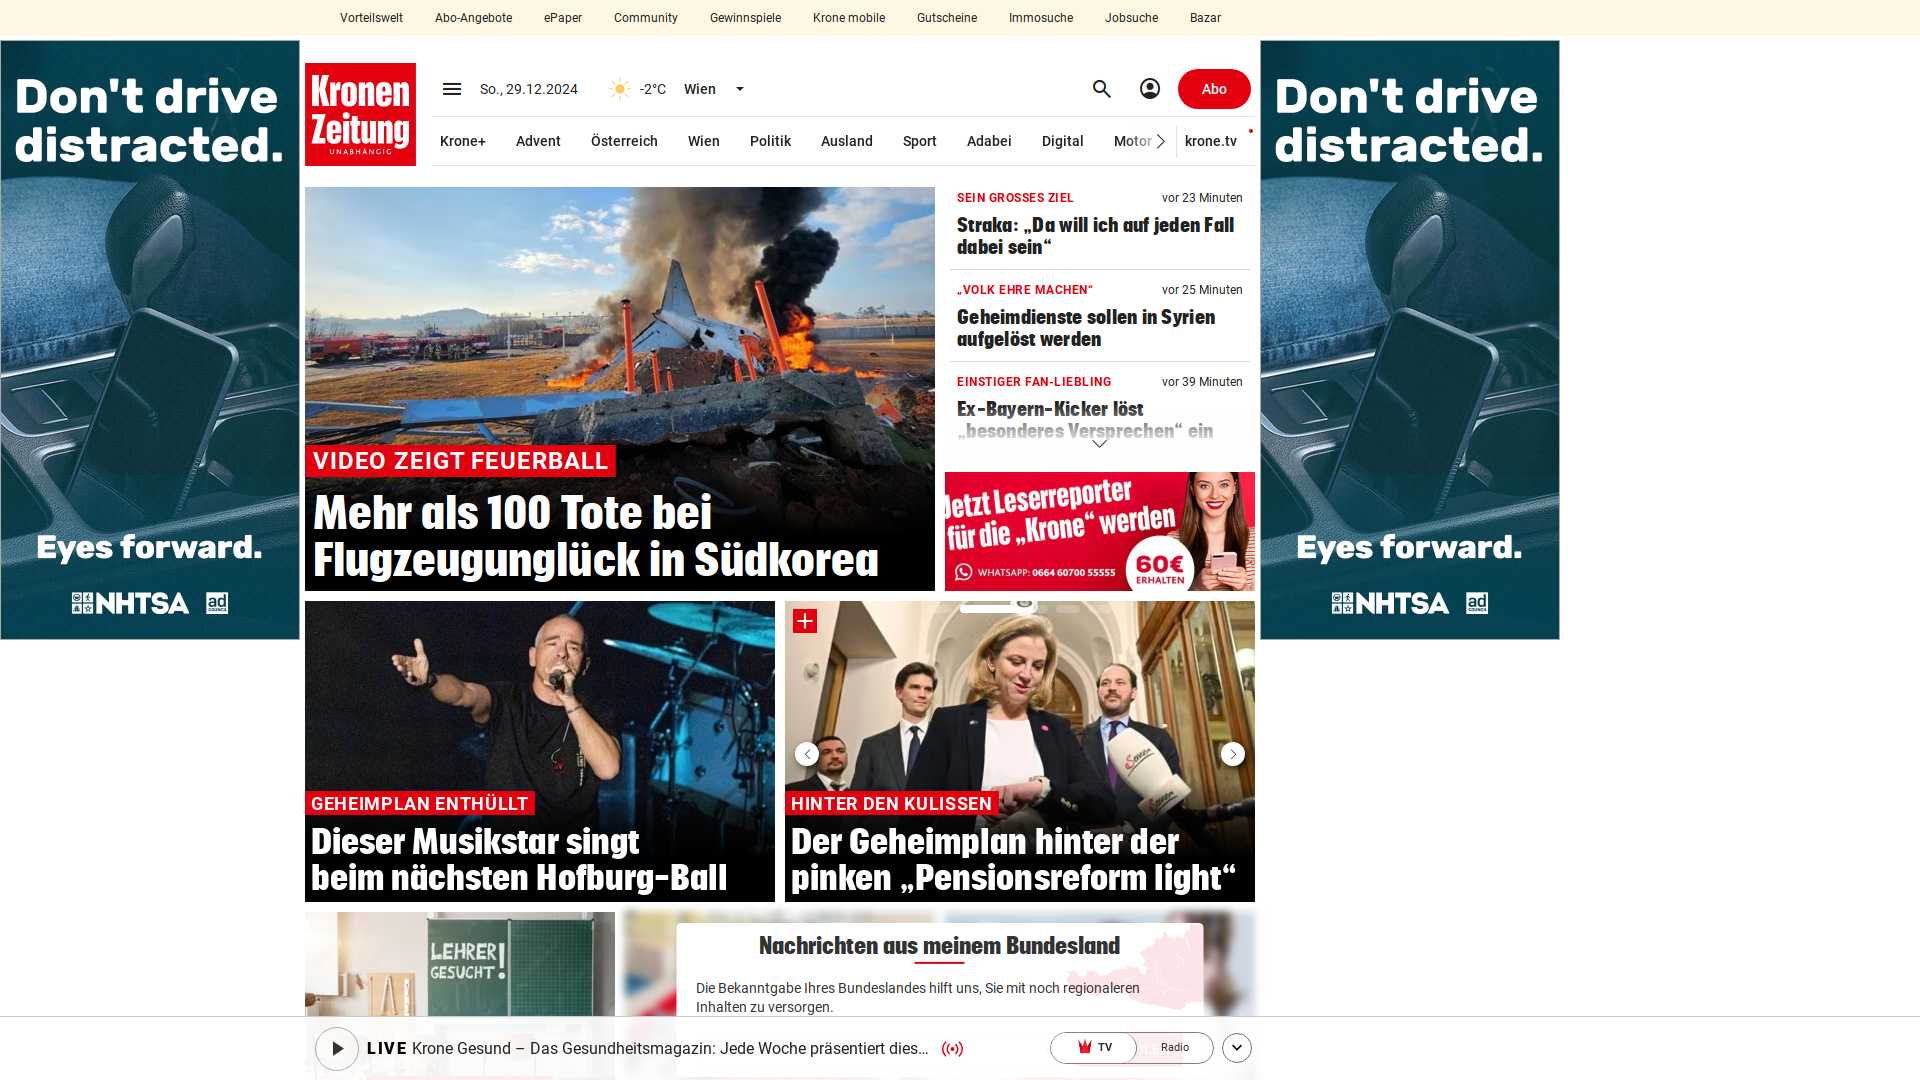 Vorteilswelt
Abo-Angebote
ePaper
Community
Gewinnspiele
Krone mobile
Gutscheine
Immosuche
Jobsuche
Bazar
Don't drive
distracted.
Eyes forward.
NHTSA
ad
COUNCIL
Kronen
Zeitung
UNABHÄNGIG
So., 29.12.2024
-2°C
Wien
Abo
Krone+
Advent
Österreich
Wien
Politik
Ausland
Sport
Adabei
Digital
Motor
krone.tv
VIDEO ZEIGT FEUERBALL
Mehr als 100 Tote bei
Flugzeugunglück in Südkorea
SEIN GROSSES ZIEL
vor 23 Minuten
Straka: „Da will ich auf jeden Fall
dabei sein“
„VOLK EHRE MACHEN“
vor 25 Minuten
Geheimdienste sollen in Syrien
aufgelöst werden
EINSTIGER FAN-LIEBLING
vor 39 Minuten
Ex-Bayern-Kicker löst
„besonderes Versprechen“ ein
Jetzt Leserreporter
für die „Krone“ werden
WHATSAPP: 0664 60700 55555
60€
ERHALTEN
Don't drive
distracted.
Eyes forward.
NHTSA
ad
COUNCIL
GEHEIMPLAN ENTHÜLLT
Dieser Musikstar singt
beim nächsten Hofburg-Ball
HINTER DEN KULISSEN
Der Geheimplan hinter der
pinken „Pensionsreform light“
LEHRER
GESUCHT!
Nachrichten aus meinem Bundesland
Die Bekanntgabe Ihres Bundeslandes hilft uns, Sie mit noch regionaleren
Inhalten zu versorgen.
LIVE Krone Gesund – Das Gesundheitsmagazin: Jede Woche präsentiert dies...
TV
Radio